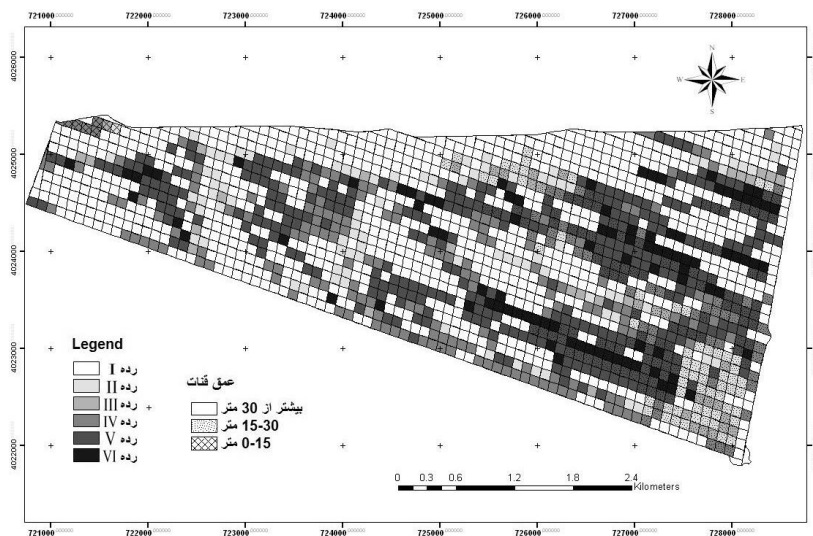 721000 722000 723000 724000 725000 726000 727000 728000
4026000
4025000
4024000
4023000
4022000
N
W E
S
Legend
رده I
رده II
رده III
رده IV
رده V
رده VI
عمق قنات
بیشتر از 30 متر
15-30 متر
0-15 متر
0 0.3 0.6 1.2 1.8 2.4
Kilometers
721000 722000 723000 724000 725000 726000 727000 728000